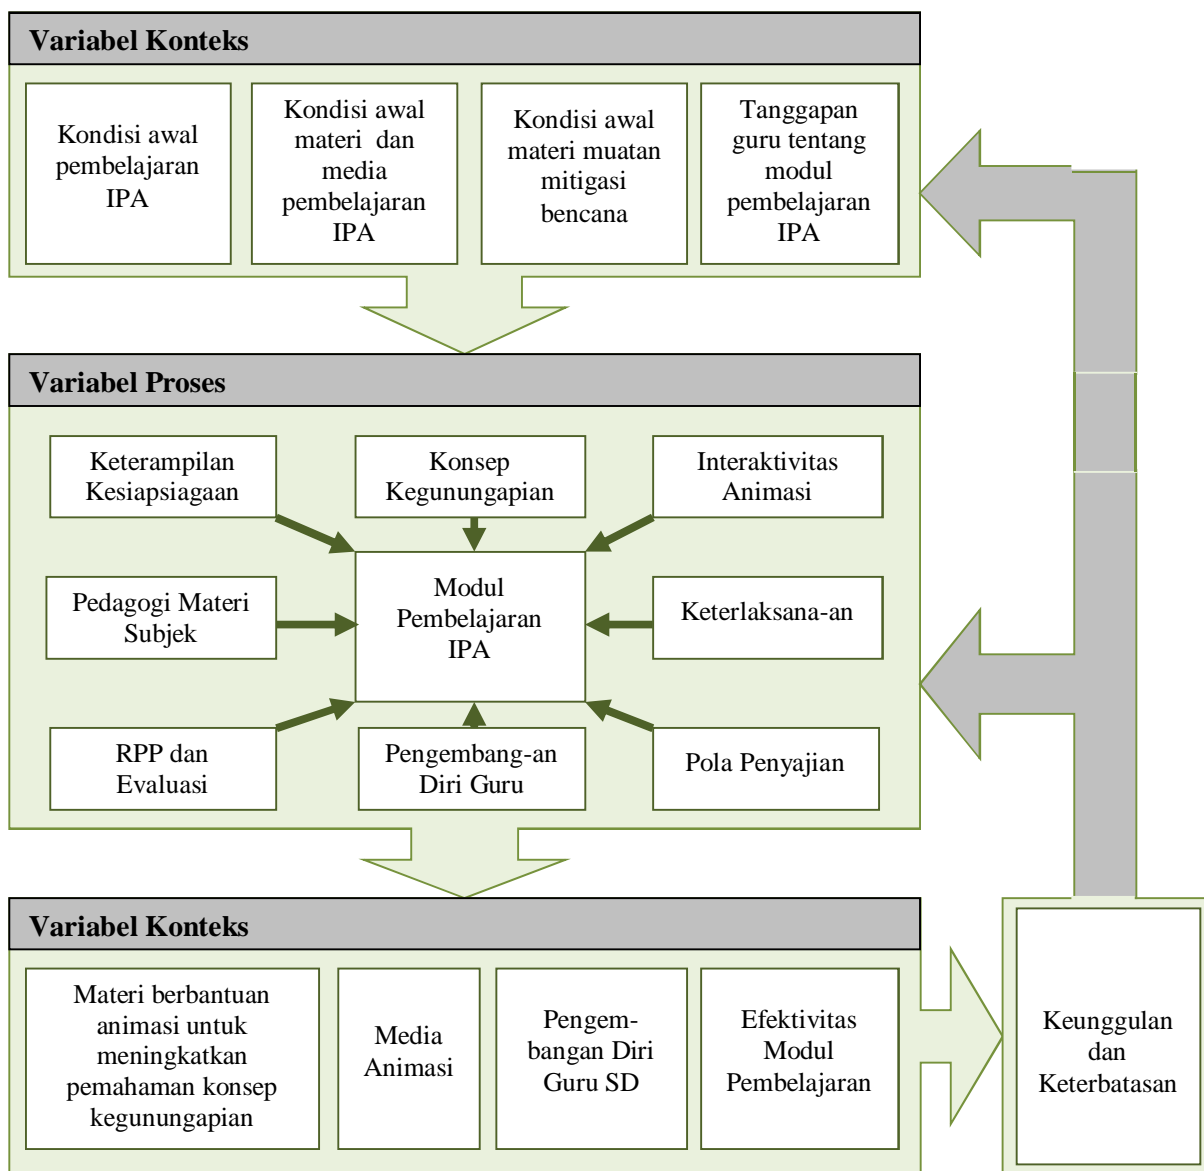 Variabel Konteks
Kondisi awal
pembelajaran
IPA
Kondisi awal
materi dan
media
pembelajaran
IPA
Kondisi awal
materi muatan
mitigasi
bencana
Tanggapan
guru tentang
modul
pembelajaran
IPA
Variabel Proses
Keterampilan
Kesiapsiagaan
Konsep
Kegunungapian
Interaktivitas
Animasi
Pedagogi Materi
Subjek
Modul
Pembelajaran
IPA
Keterlaksana-an
RPP dan
Evaluasi
Pengembang-an
Diri Guru
Pola Penyajian
Variabel Konteks
Materi berbantuan
animasi untuk
meningkatkan
pemahaman konsep
kegunungapian
Media
Animasi
Pengem-
bangan Diri
Guru SD
Efektivitas
Modul
Pembelajaran
Keunggulan
dan
Keterbatasan